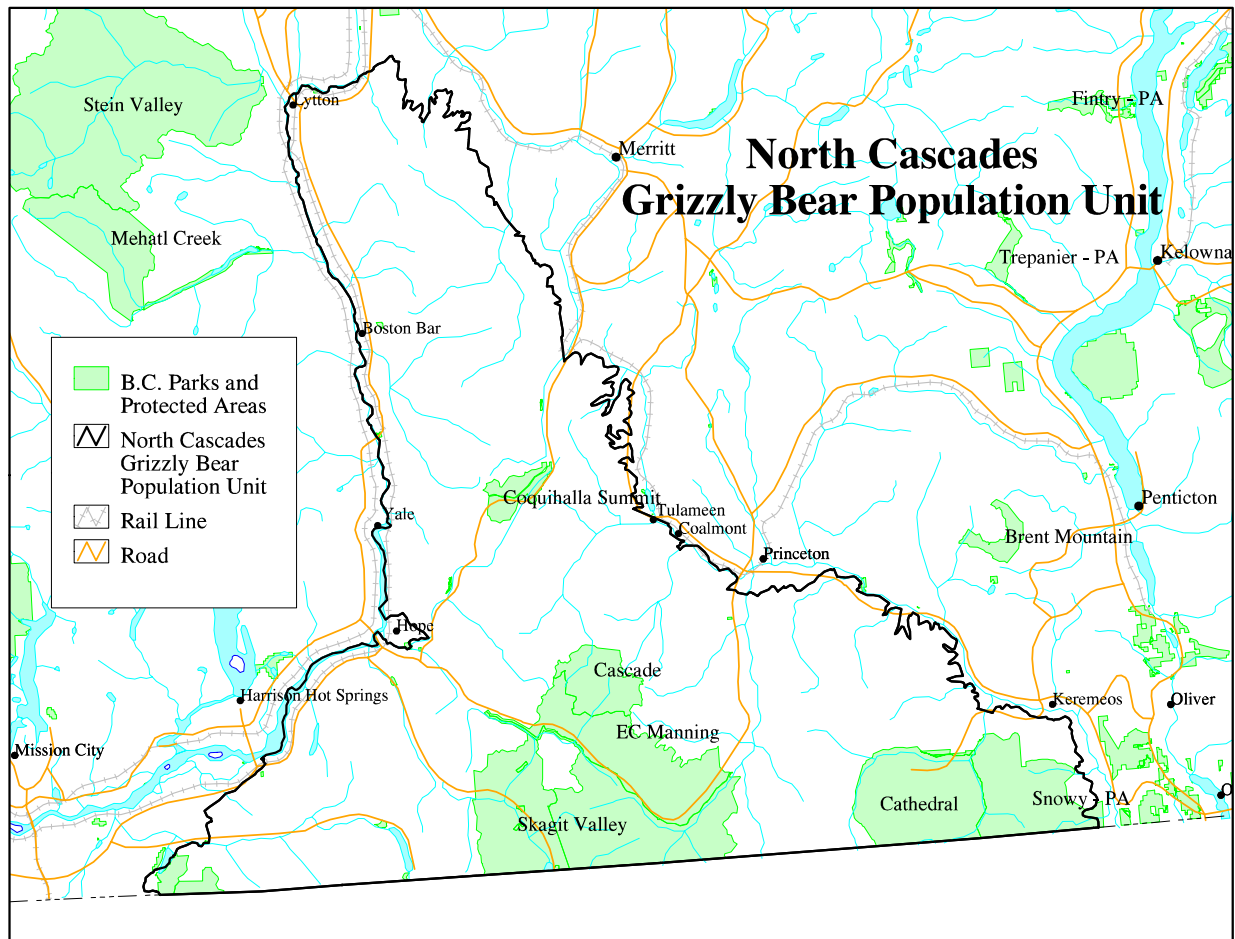 Stein Valley
Lytton
Fintry - PA
Merritt
North Cascades
Grizzly Bear Population Unit
Mehatl Creek
Trepanier - PA
Kelowna
Boston Bar
B.C. Parks and
Protected Areas
North Cascades
Grizzly Bear
Population Unit
Rail Line
Road
Coquihalla Summit
Tulameen
Coalmont
Yale
Penticton
Brent Mountain
Princeton
Hope
Cascade
Harrison Hot Springs
Keremeos
Oliver
EC Manning
Mission City
Skagit Valley
Cathedral
Snowy - PA
O